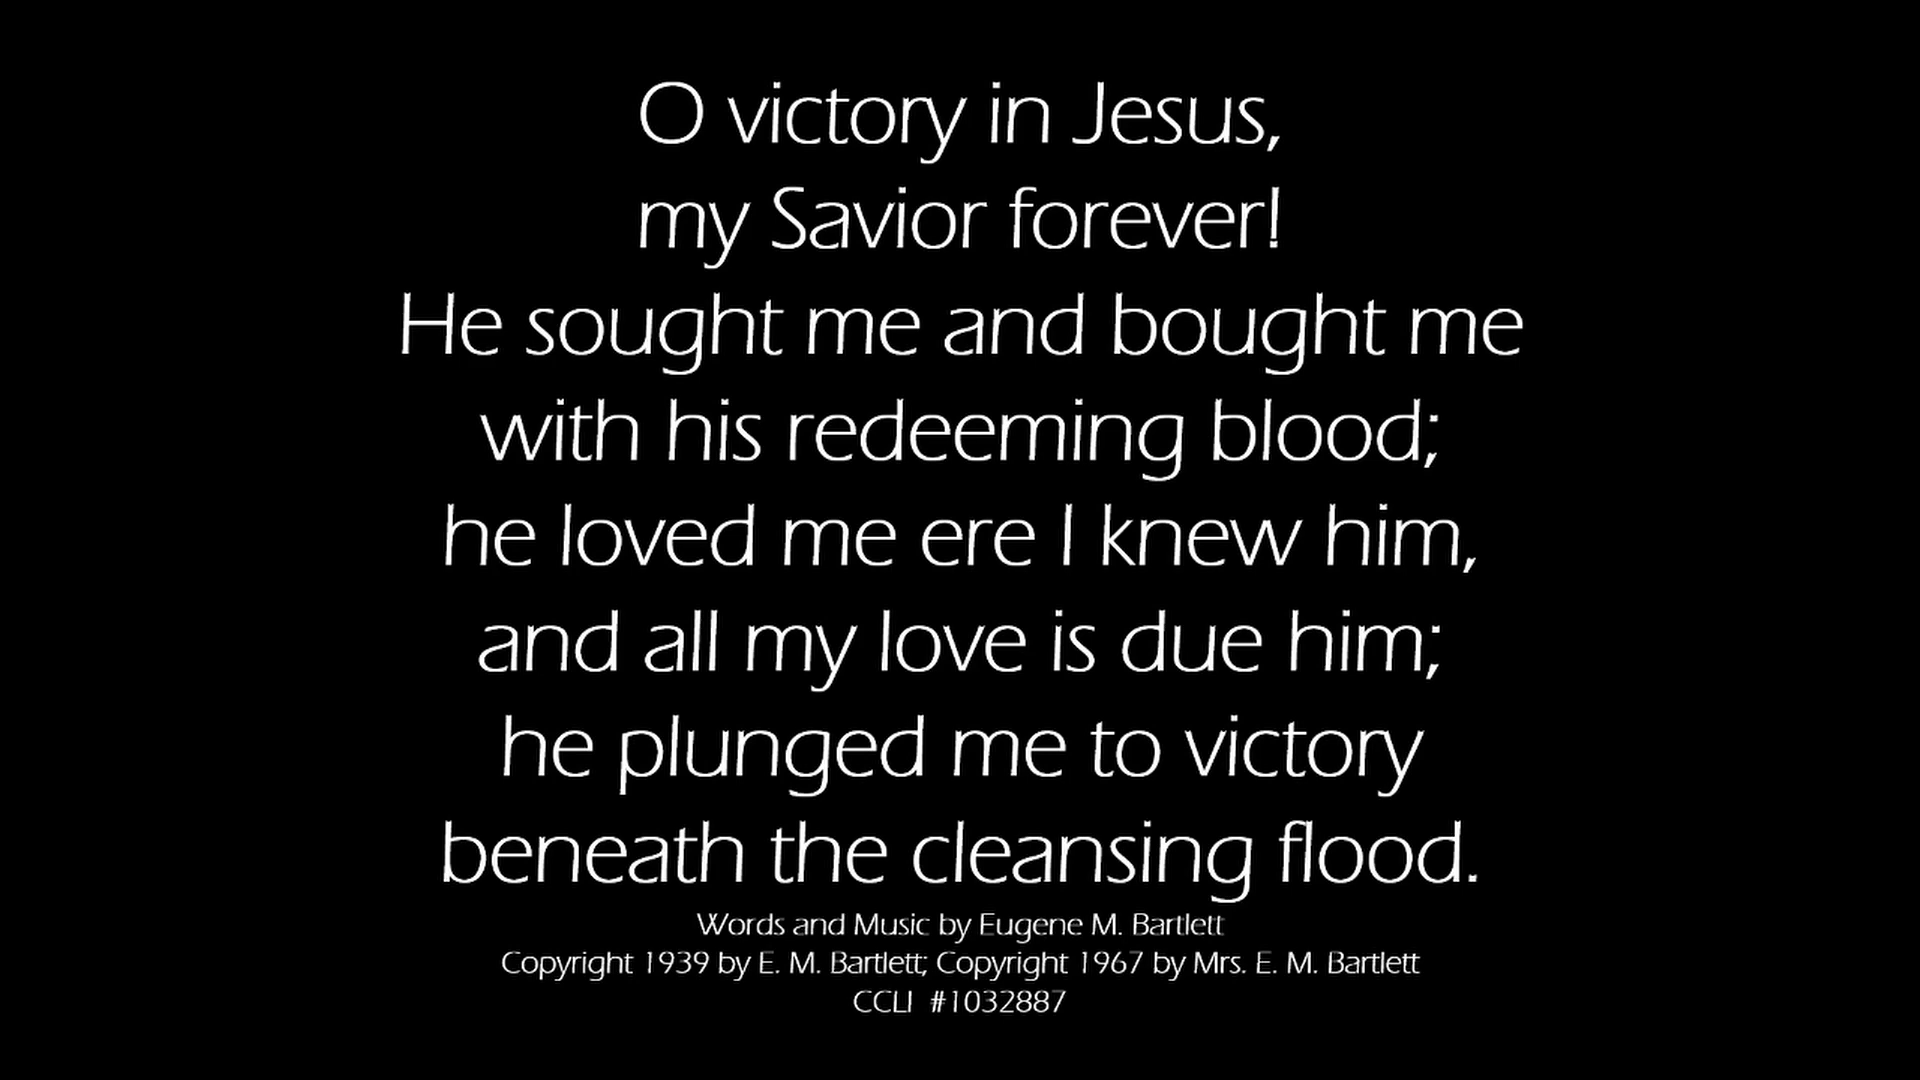 O victory in Jesus,
my Savior forever!
He sought me and bought me
with his redeeming blood;
he loved me ere I knew him,
and all my love is due him;
he plunged me to victory
beneath the cleansing flood.
Words and Music by Eugene M. Bartlett
Copyright 1939 by E. M. Bartlett; Copyright 1967 by Mrs. E. M. Bartlett
CCLI  #1032887